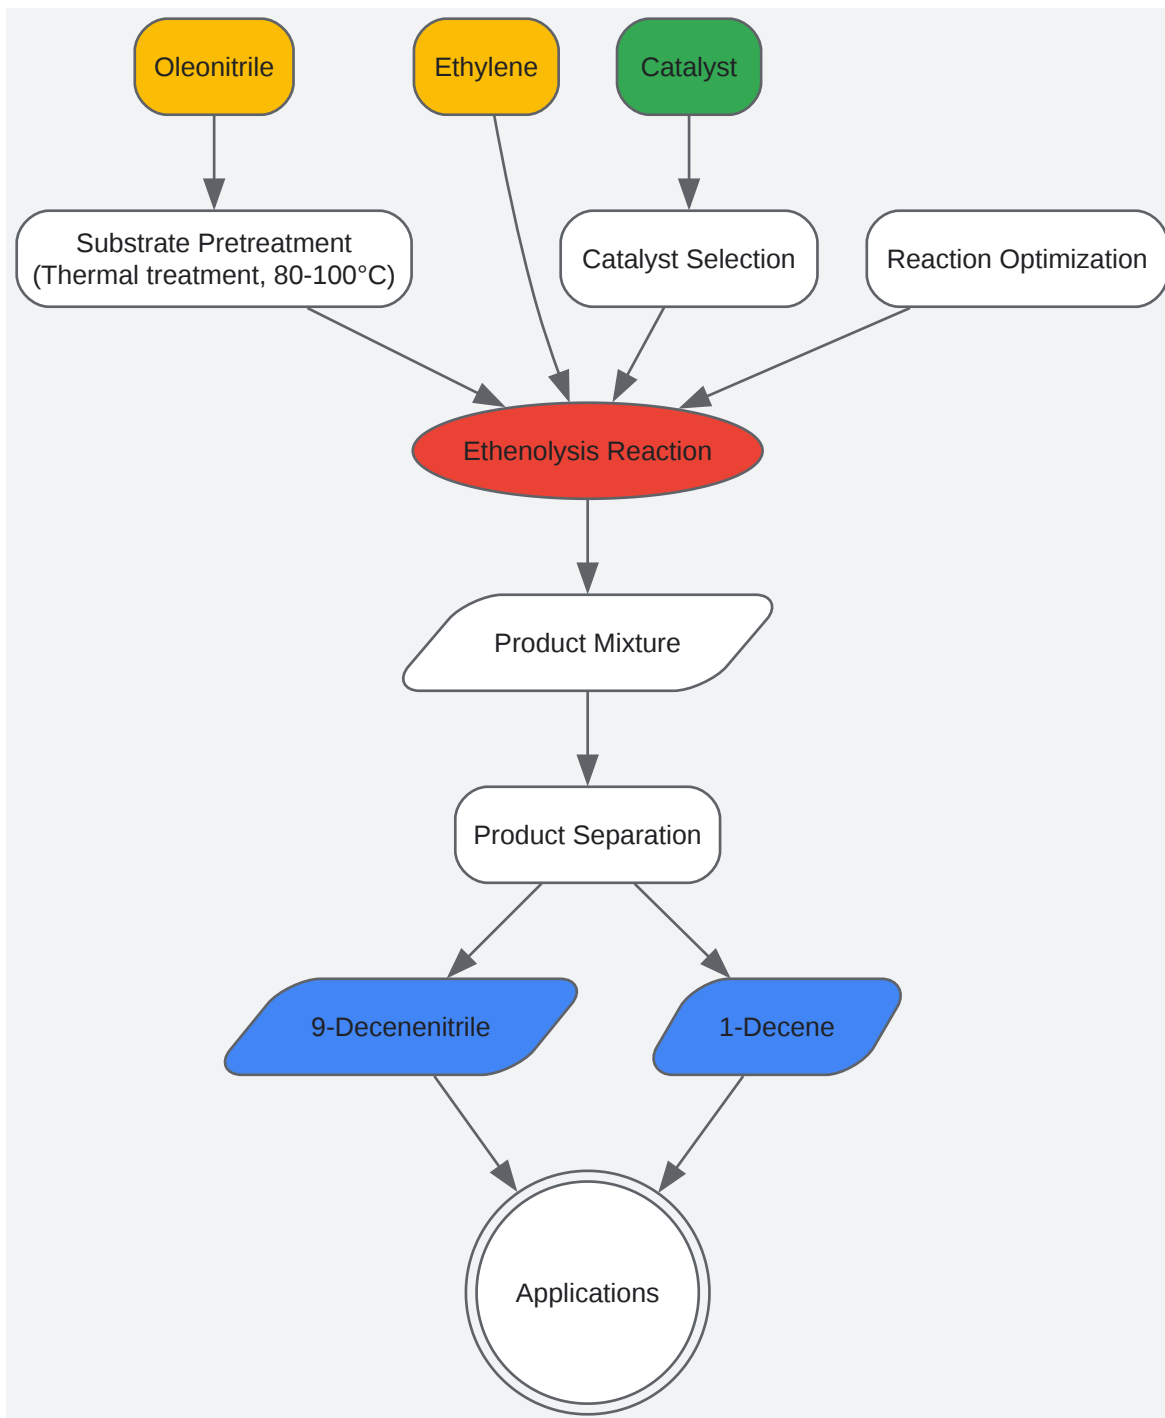 Oleonitrile
Ethylene
Catalyst
Substrate Pretreatment
(Thermal treatment, 80-100°C)
Catalyst Selection
Reaction Optimization
Ethenolysis Reaction
Product Mixture
Product Separation
9-Decenenitrile
1-Decene
Applications